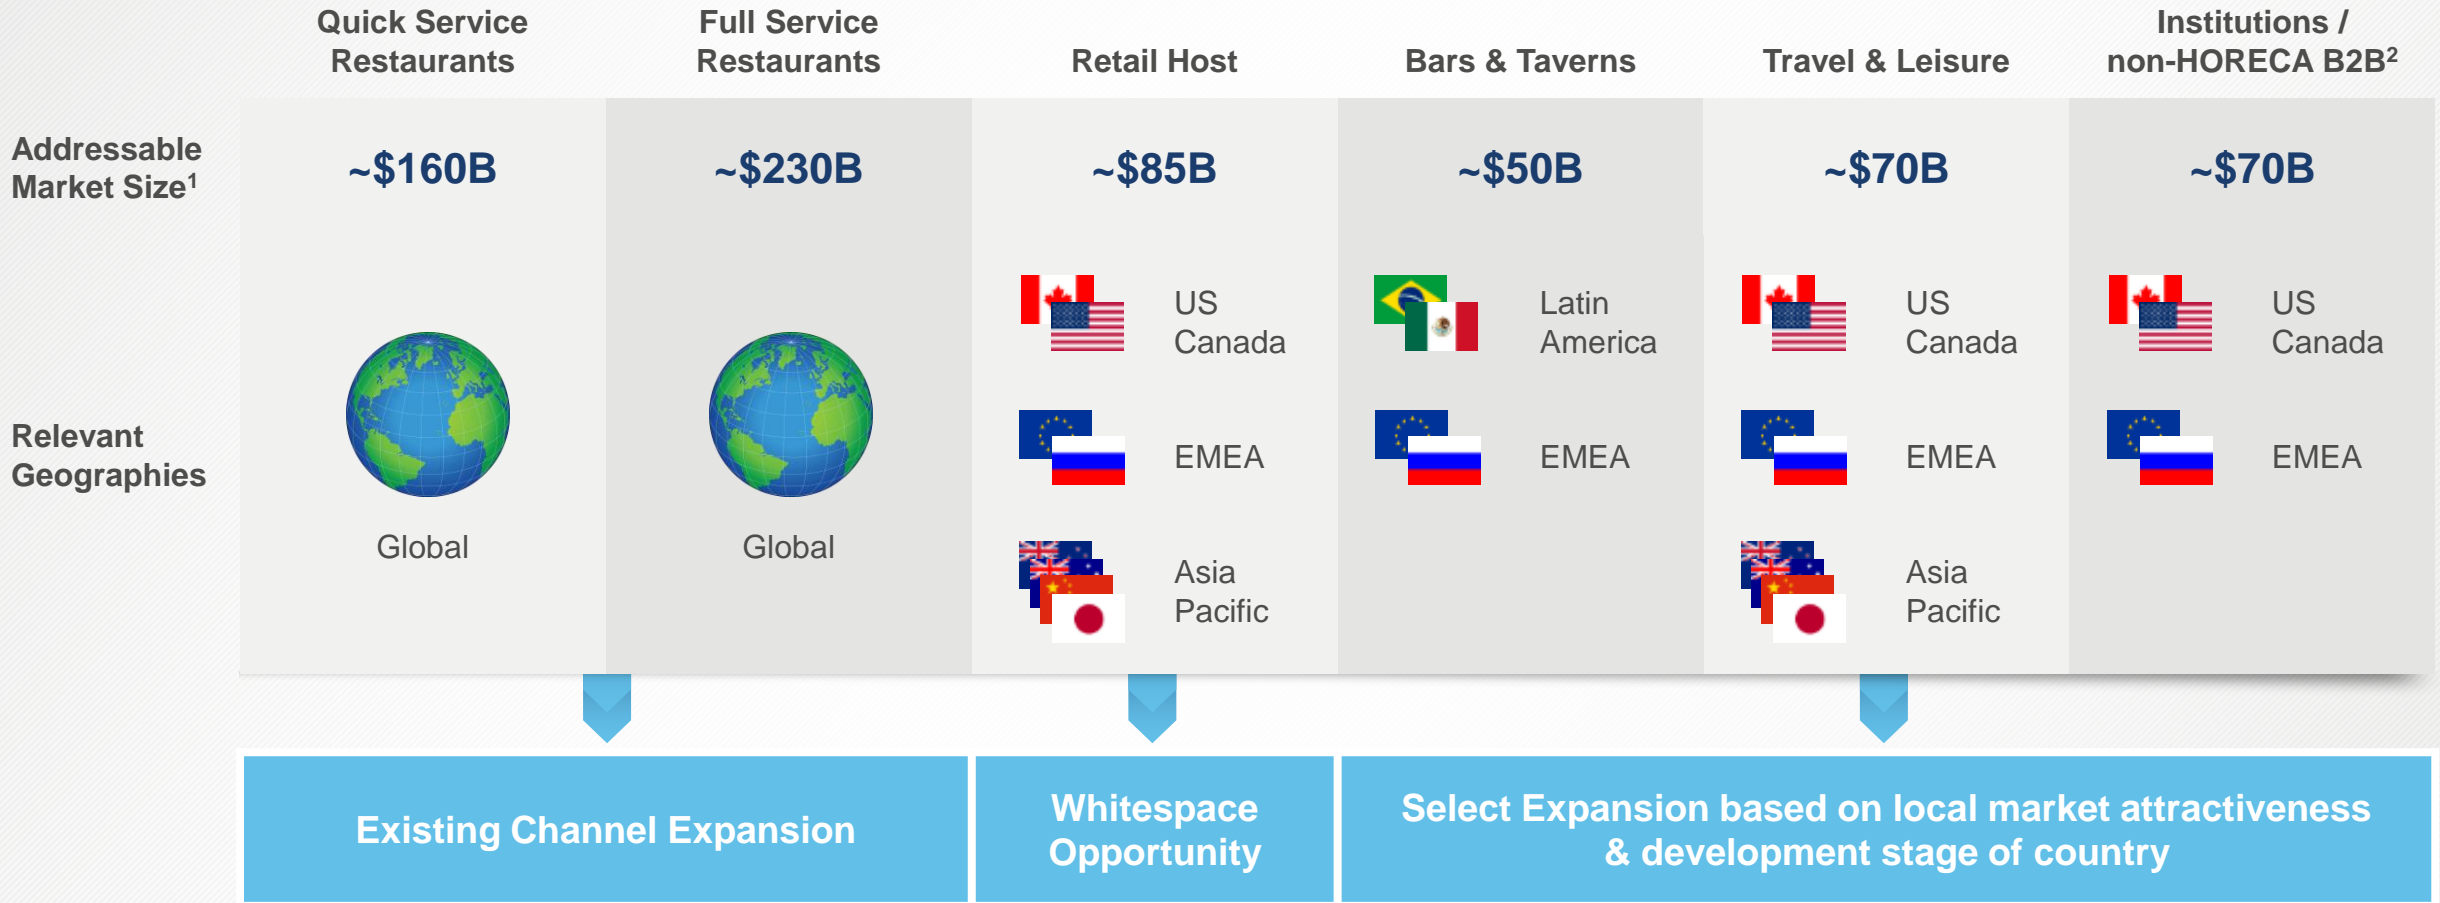 Quick Service
Restaurants
Full Service
Restaurants
Retail Host
Bars & Taverns
Travel & Leisure
Institutions /
non-HORECA B2B²
Addressable
Market Size¹
~$160B
~$230B
~$85B
~$50B
~$70B
~$70B
Relevant
Geographies
Global
Global
US
Canada
EMEA
Asia
Pacific
Latin
America
EMEA
US
Canada
EMEA
Asia
Pacific
US
Canada
EMEA
Existing Channel Expansion
Whitespace
Opportunity
Select Expansion based on local market attractiveness
& development stage of country